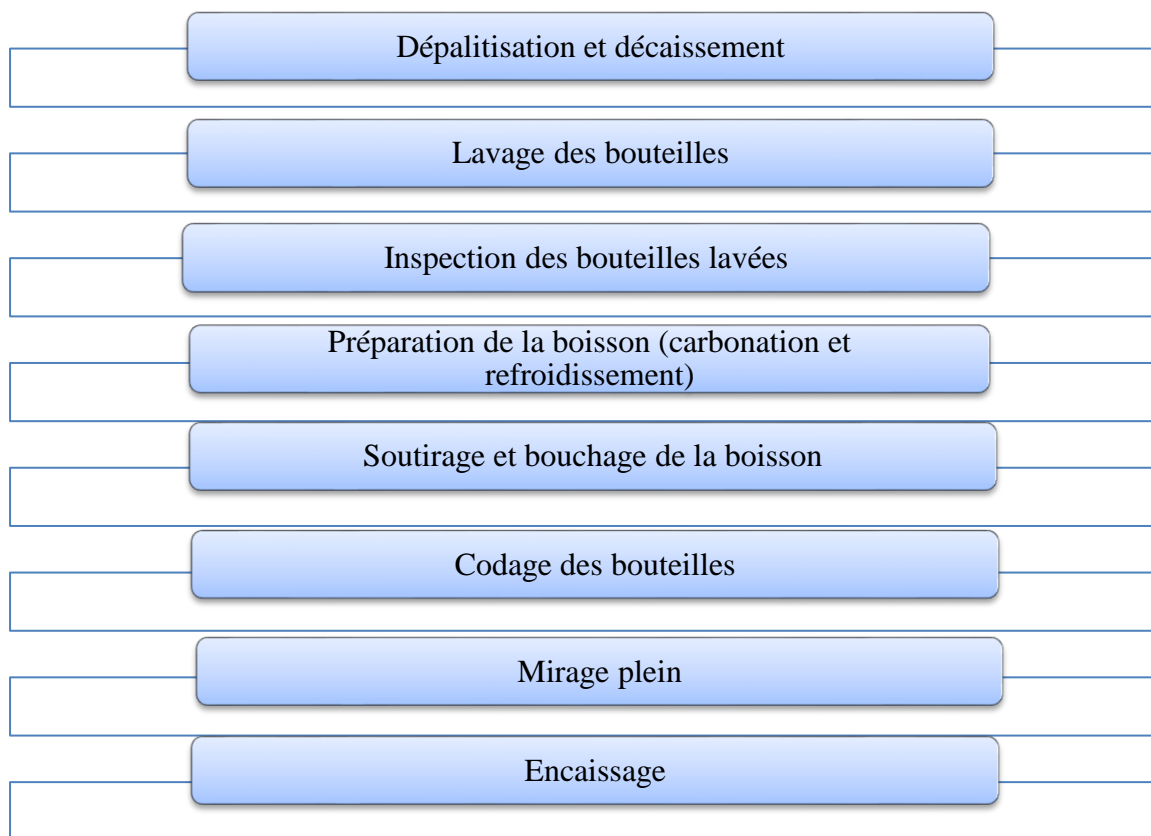 Dépalitisation et décaissement
Lavage des bouteilles
Inspection des bouteilles lavées
Préparation de la boisson (carbonation et
refroidissement)
Soutirage et bouchage de la boisson
Codage des bouteilles
Mirage plein
Encaissage